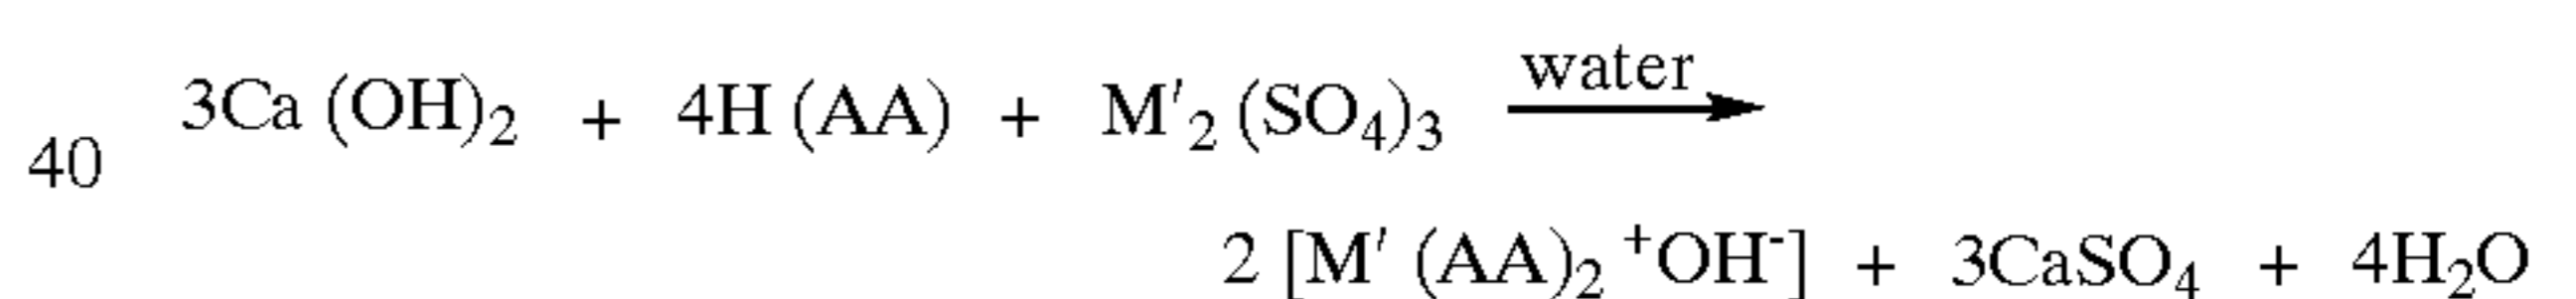 water
40 3Ca (OH)₂ + 4H (AA) + M'₂ (SO₄)₃ ⟶
2 [M' (AA)₂ ⁺OH⁻] + 3CaSO₄ + 4H₂O